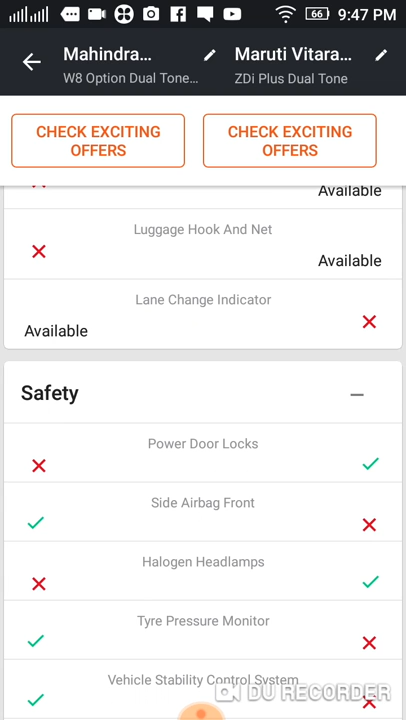 66 9:47 PM
Mahindra... Maruti Vitara...
W8 Option Dual Tone... ZDi Plus Dual Tone
CHECK EXCITING CHECK EXCITING
OFFERS OFFERS
Available
Luggage Hook And Net
Available
Lane Change Indicator
Available
Safety
Power Door Locks
Side Airbag Front
Halogen Headlamps
Tyre Pressure Monitor
Vehicle Stability Control System
DU RECORDER